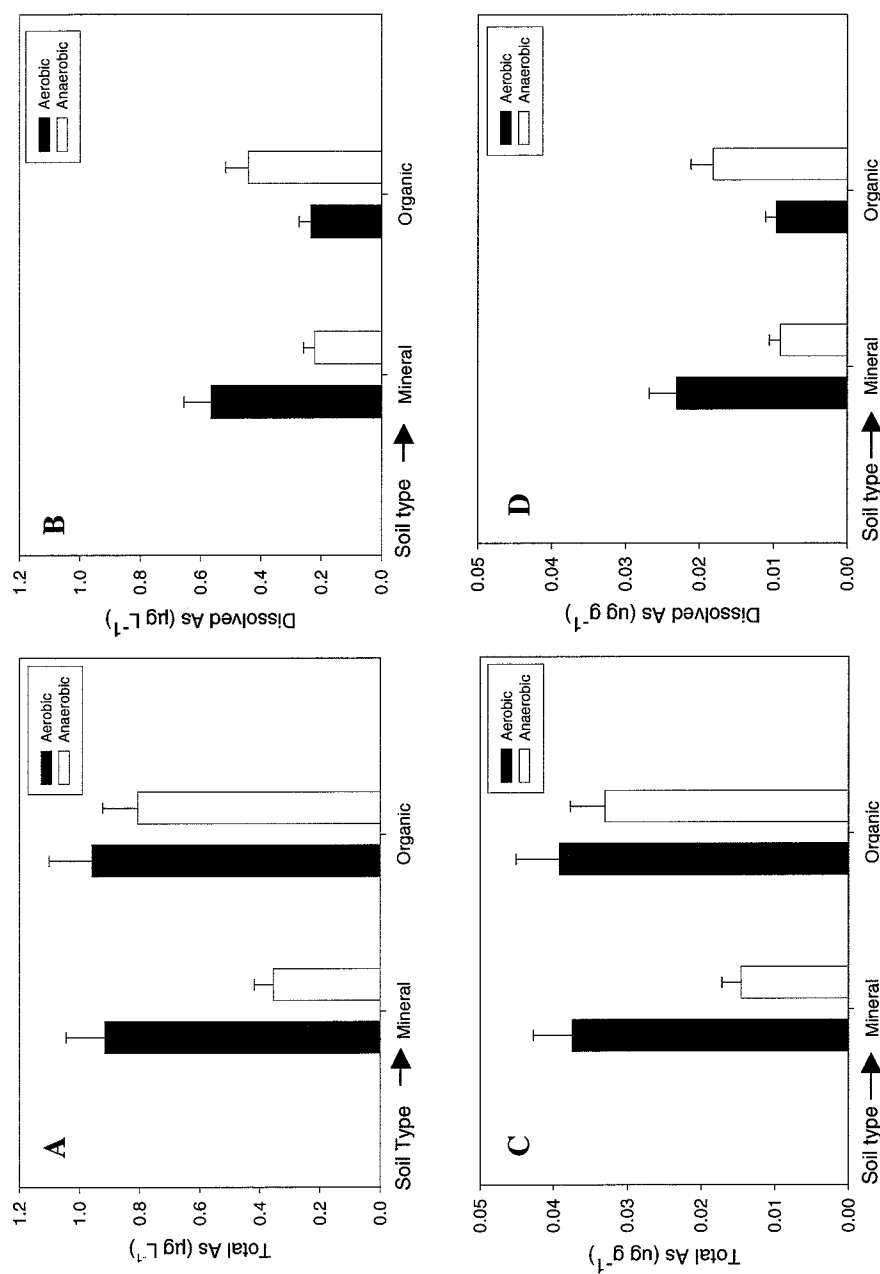 A
Total As (µg L⁻¹)
1.2
1.0
0.8
0.6
0.4
0.2
0.0
Aerobic
Anaerobic
Soil Type
Mineral
Organic
B
Dissolved As (µg L⁻¹)
1.2
1.0
0.8
0.6
0.4
0.2
0.0
Aerobic
Anaerobic
Soil type
Mineral
Organic
C
Total As (ug g⁻¹)
0.05
0.04
0.03
0.02
0.01
0.00
Aerobic
Anaerobic
Soil type
Mineral
Organic
D
Dissolved As (ug g⁻¹)
0.05
0.04
0.03
0.02
0.01
0.00
Aerobic
Anaerobic
Soil type
Mineral
Organic